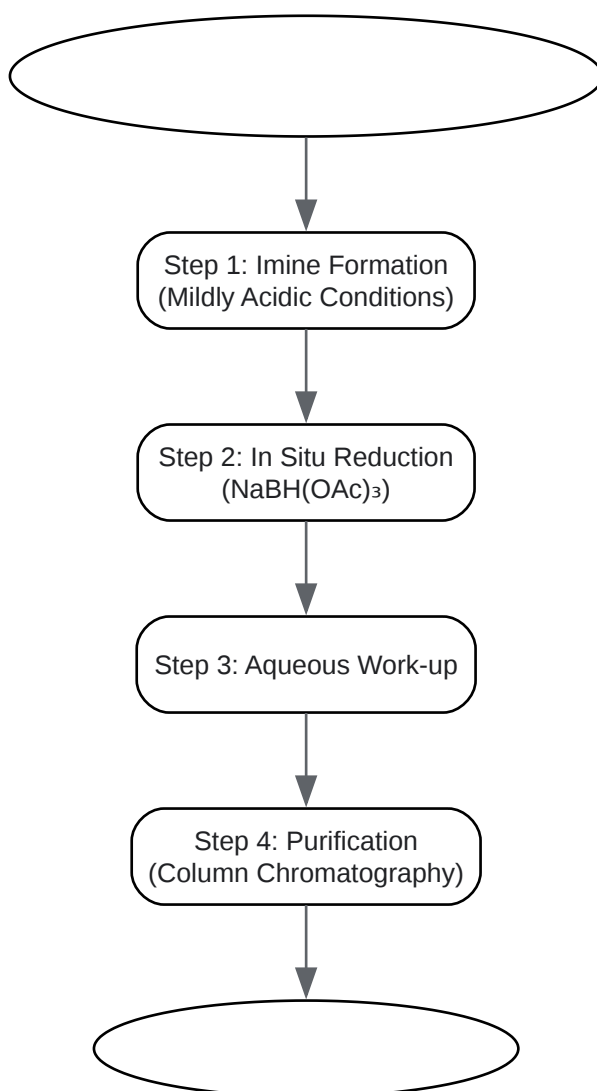 Step 1: Imine Formation
(Mildly Acidic Conditions)
Step 2: In Situ Reduction
(NaBH(OAc)₃)
Step 3: Aqueous Work-up
Step 4: Purification
(Column Chromatography)